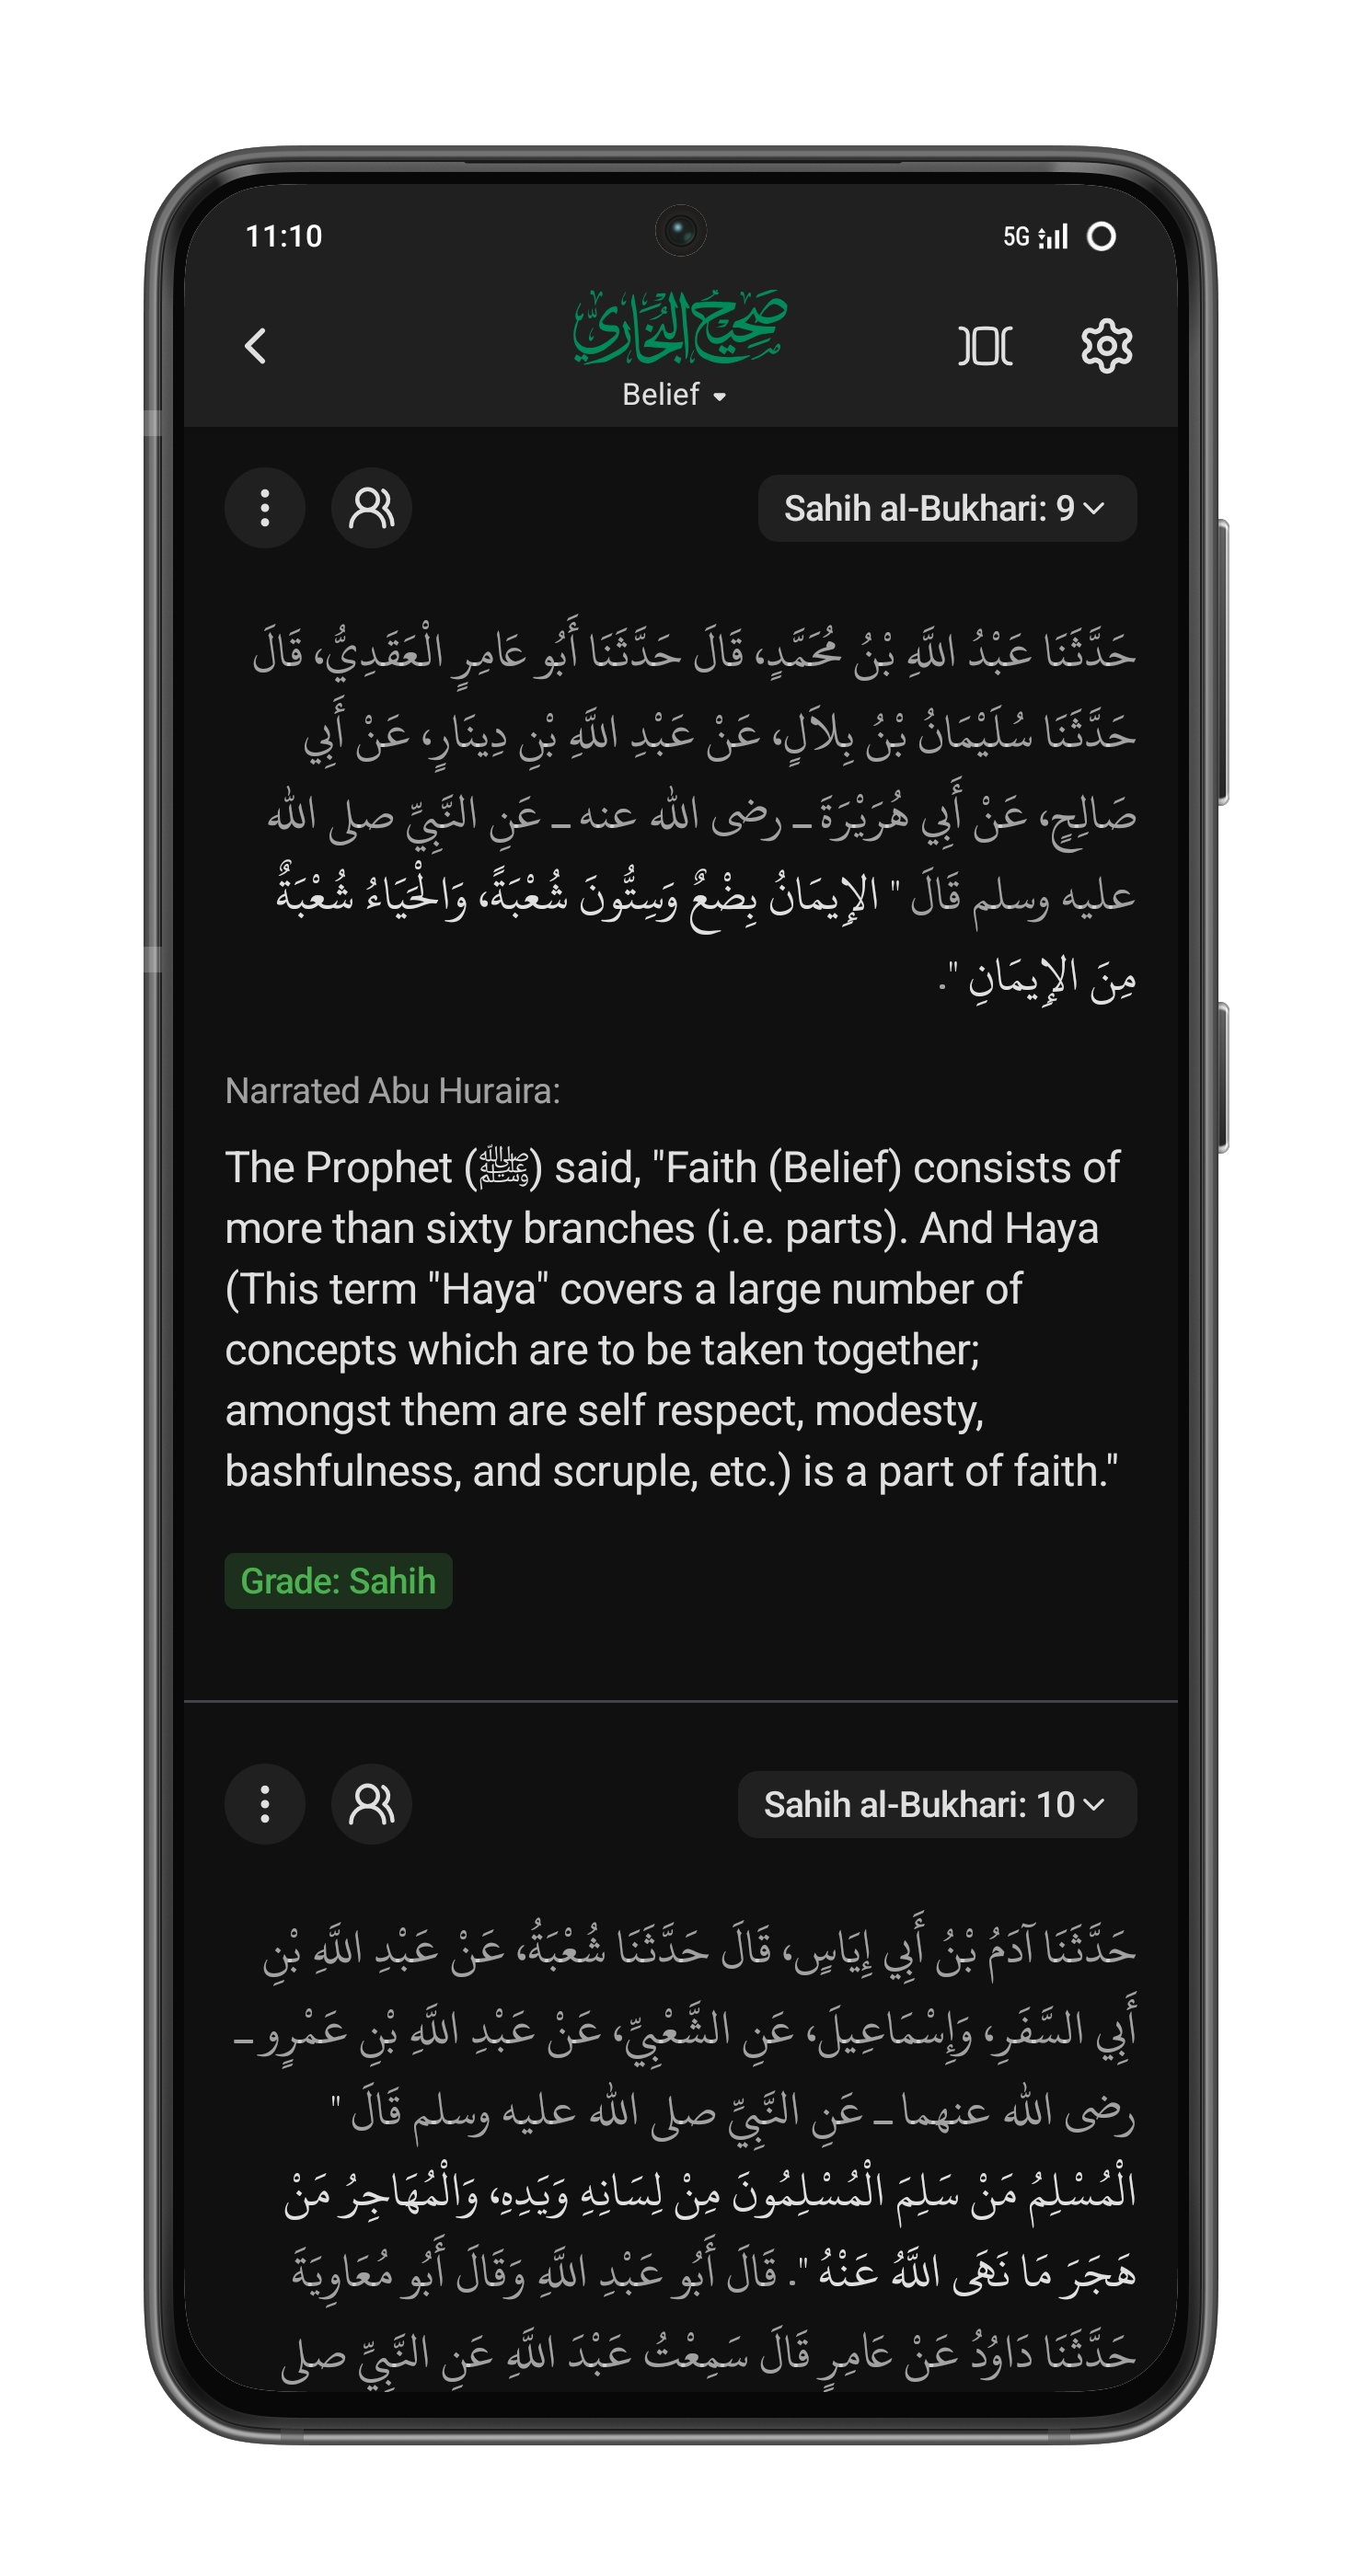 11:10
5G
صَحِيحُ البُخَارِيّ
Belief
Sahih al-Bukhari: 9
حَدَّثَنَا عَبْدُ اللَّهِ بْنُ مُحَمَّدٍ، قَالَ حَدَّثَنَا أَبُو عَامِرٍ الْعَقَدِيُّ، قَالَ
حَدَّثَنَا سُلَيْمَانُ بْنُ بِلاَلٍ، عَنْ عَبْدِ اللَّهِ بْنِ دِينَارٍ، عَنْ أَبِي
صَالِحٍ، عَنْ أَبِي هُرَيْرَةَ ـ رضى الله عنه ـ عَنِ النَّبِيِّ صلى الله
عليه وسلم قَالَ " الإِيمَانُ بِضْعٌ وَسِتُّونَ شُعْبَةً، وَالْحَيَاءُ شُعْبَةٌ
مِنَ الإِيمَانِ ".
Narrated Abu Huraira:
The Prophet (ﷺ) said, "Faith (Belief) consists of
more than sixty branches (i.e. parts). And Haya
(This term "Haya" covers a large number of
concepts which are to be taken together;
amongst them are self respect, modesty,
bashfulness, and scruple, etc.) is a part of faith."
Grade: Sahih
Sahih al-Bukhari: 10
حَدَّثَنَا آدَمُ بْنُ أَبِي إِيَاسٍ، قَالَ حَدَّثَنَا شُعْبَةُ، عَنْ عَبْدِ اللَّهِ بْنِ
أَبِي السَّفَرِ، وَإِسْمَاعِيلَ، عَنِ الشَّعْبِيِّ، عَنْ عَبْدِ اللَّهِ بْنِ عَمْرٍو ـ
رضى الله عنهما ـ عَنِ النَّبِيِّ صلى الله عليه وسلم قَالَ "
الْمُسْلِمُ مَنْ سَلِمَ الْمُسْلِمُونَ مِنْ لِسَانِهِ وَيَدِهِ، وَالْمُهَاجِرُ مَنْ
هَجَرَ مَا نَهَى اللَّهُ عَنْهُ ". قَالَ أَبُو عَبْدِ اللَّهِ وَقَالَ أَبُو مُعَاوِيَةَ
حَدَّثَنَا دَاوُدُ عَنْ عَامِرٍ قَالَ سَمِعْتُ عَبْدَ اللَّهِ عَنِ النَّبِيِّ صلى